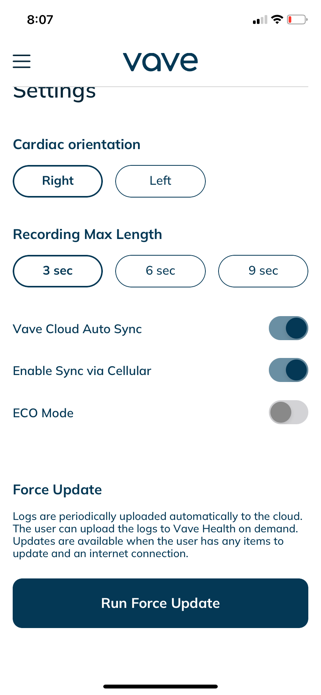 8:07
vave
Settings
Cardiac orientation
Right
Left
Recording Max Length
3 sec
6 sec
9 sec
Vave Cloud Auto Sync
Enable Sync via Cellular
ECO Mode
Force Update
Logs are periodically uploaded automatically to the cloud.
The user can upload the logs to Vave Health on demand.
Updates are available when the user has any items to
update and an internet connection.
Run Force Update